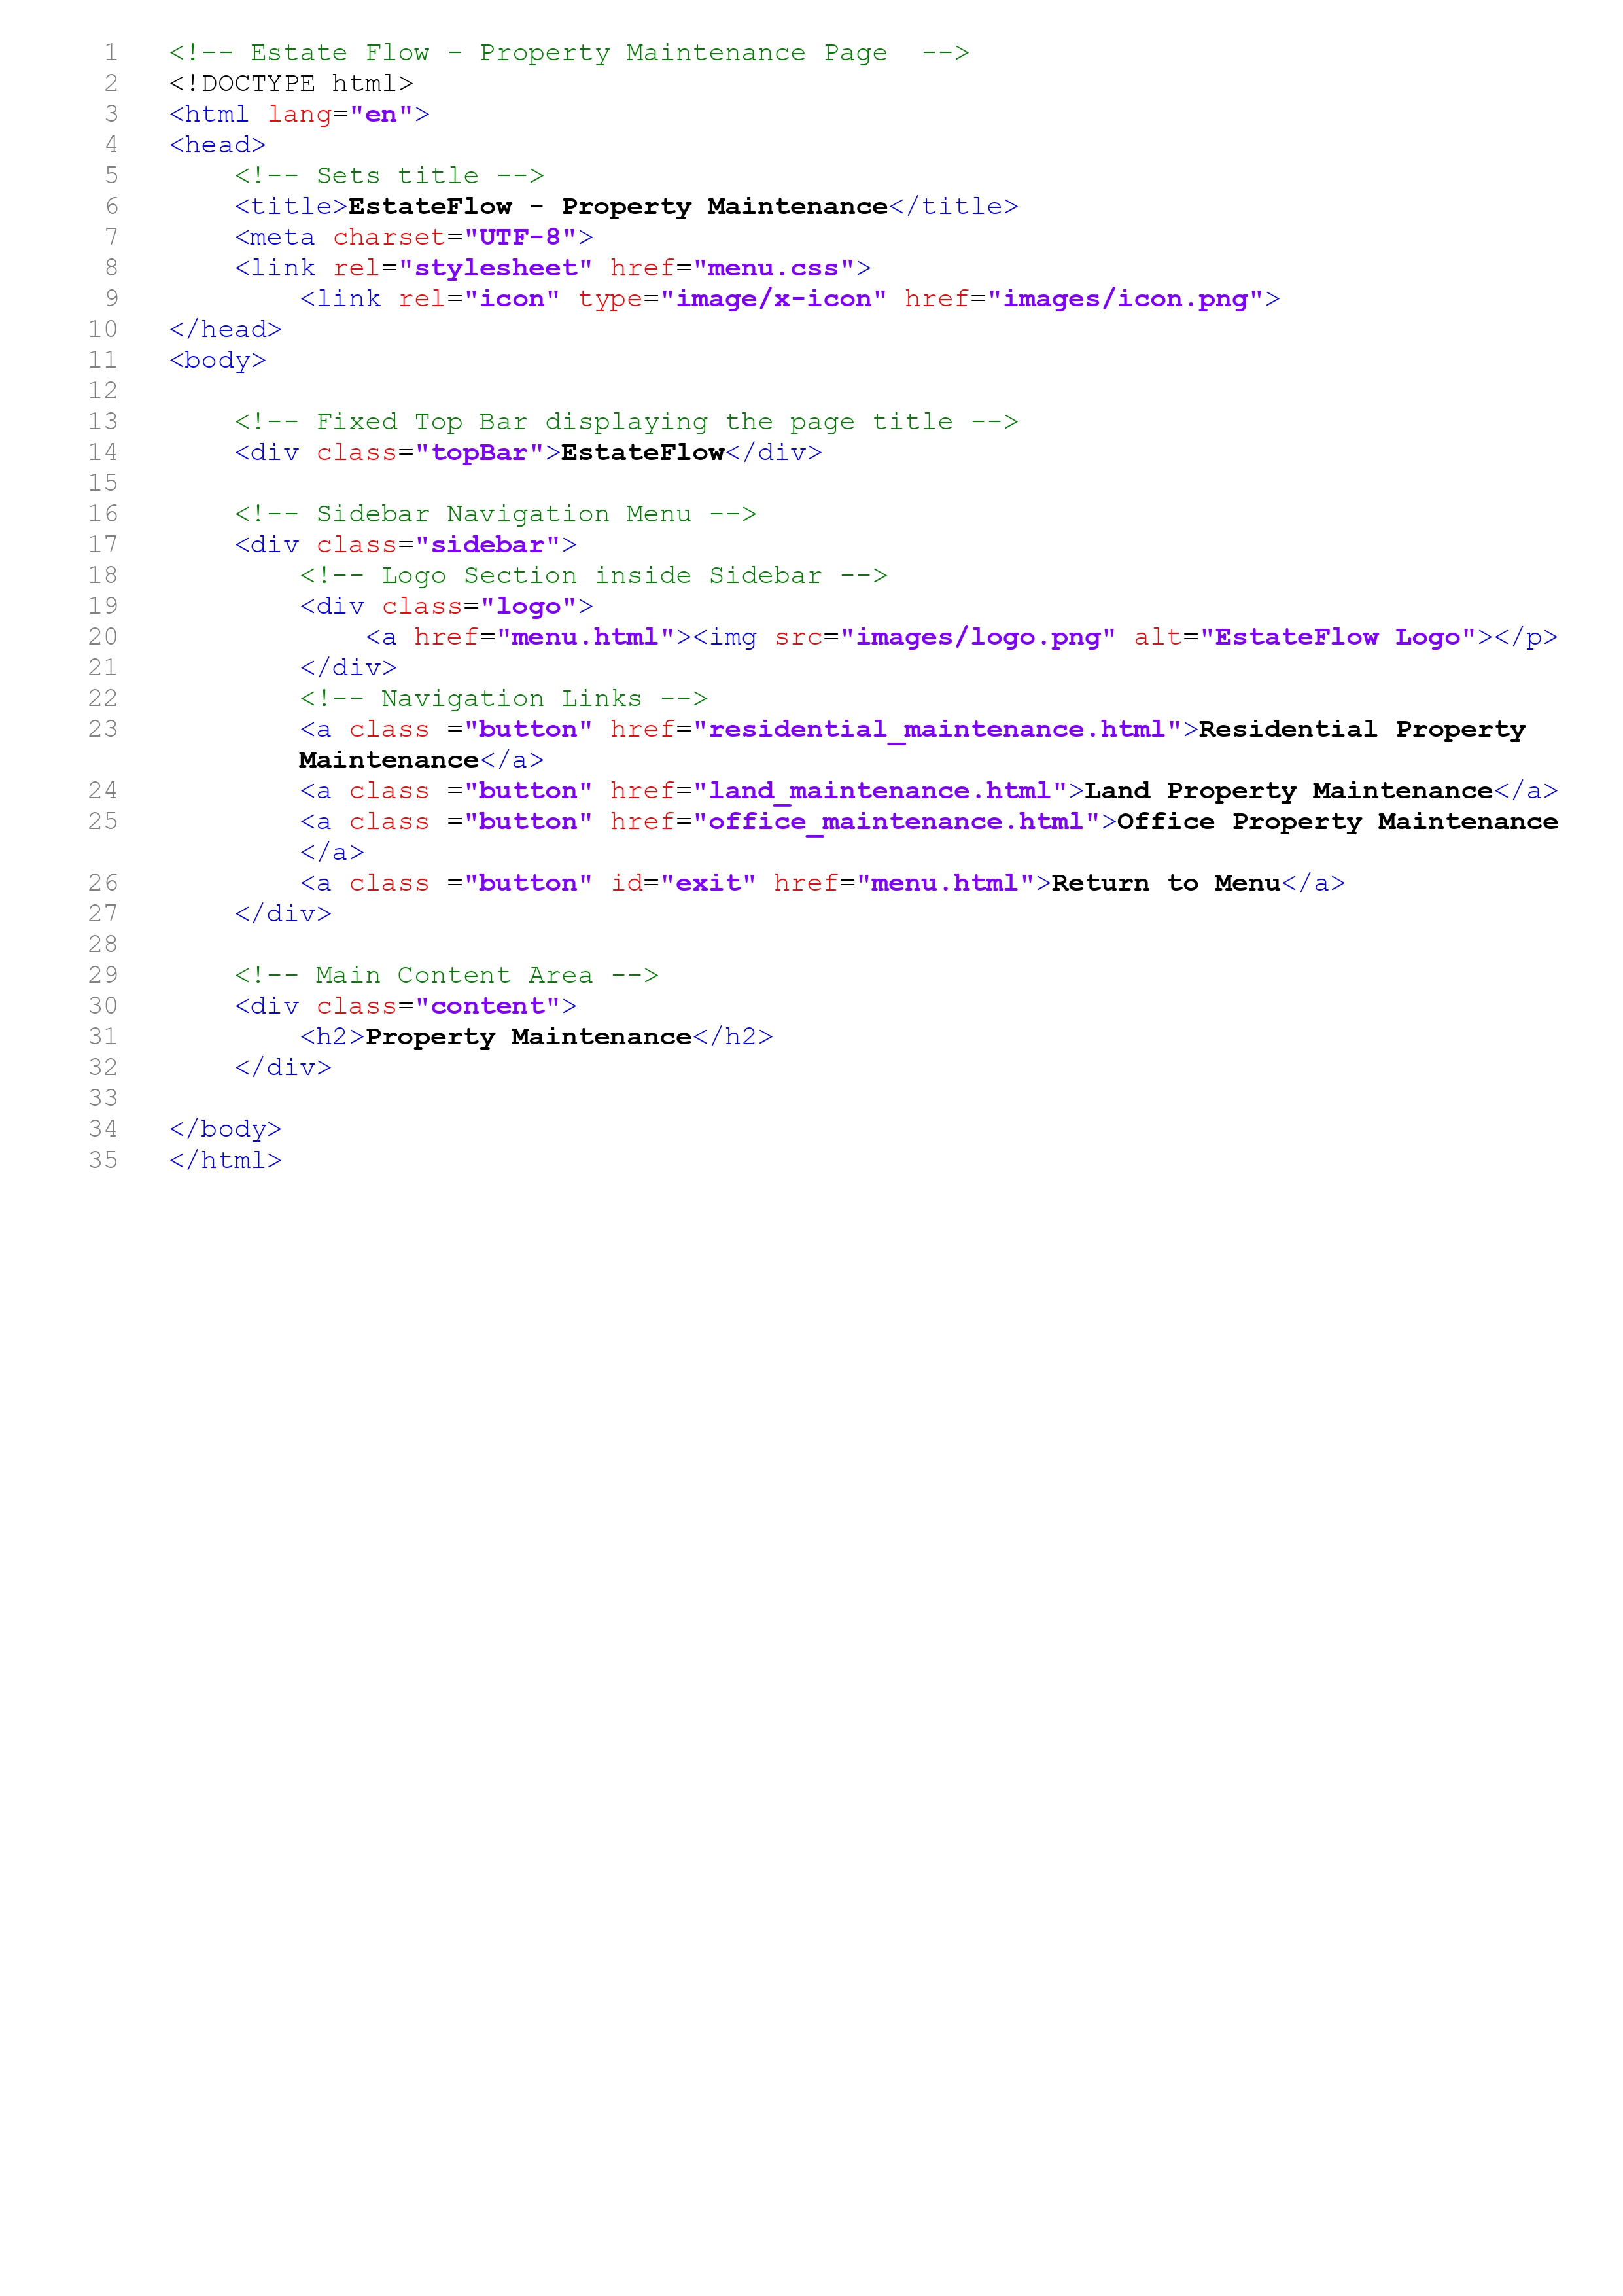 1 <!-- Estate Flow - Property Maintenance Page  -->
2 <!DOCTYPE html>
3 <html lang="en">
4 <head>
5     <!-- Sets title -->
6     <title>EstateFlow - Property Maintenance</title>
7     <meta charset="UTF-8">
8     <link rel="stylesheet" href="menu.css">
9         <link rel="icon" type="image/x-icon" href="images/icon.png">
10 </head>
11 <body>
12
13     <!-- Fixed Top Bar displaying the page title -->
14     <div class="topBar">EstateFlow</div>
15
16     <!-- Sidebar Navigation Menu -->
17     <div class="sidebar">
18         <!-- Logo Section inside Sidebar -->
19         <div class="logo">
20             <a href="menu.html"><img src="images/logo.png" alt="EstateFlow Logo"></p>
21         </div>
22         <!-- Navigation Links -->
23         <a class ="button" href="residential_maintenance.html">Residential Property
Maintenance</a>
24         <a class ="button" href="land_maintenance.html">Land Property Maintenance</a>
25         <a class ="button" href="office_maintenance.html">Office Property Maintenance
</a>
26         <a class ="button" id="exit" href="menu.html">Return to Menu</a>
27     </div>
28
29     <!-- Main Content Area -->
30     <div class="content">
31         <h2>Property Maintenance</h2>
32     </div>
33
34 </body>
35 </html>